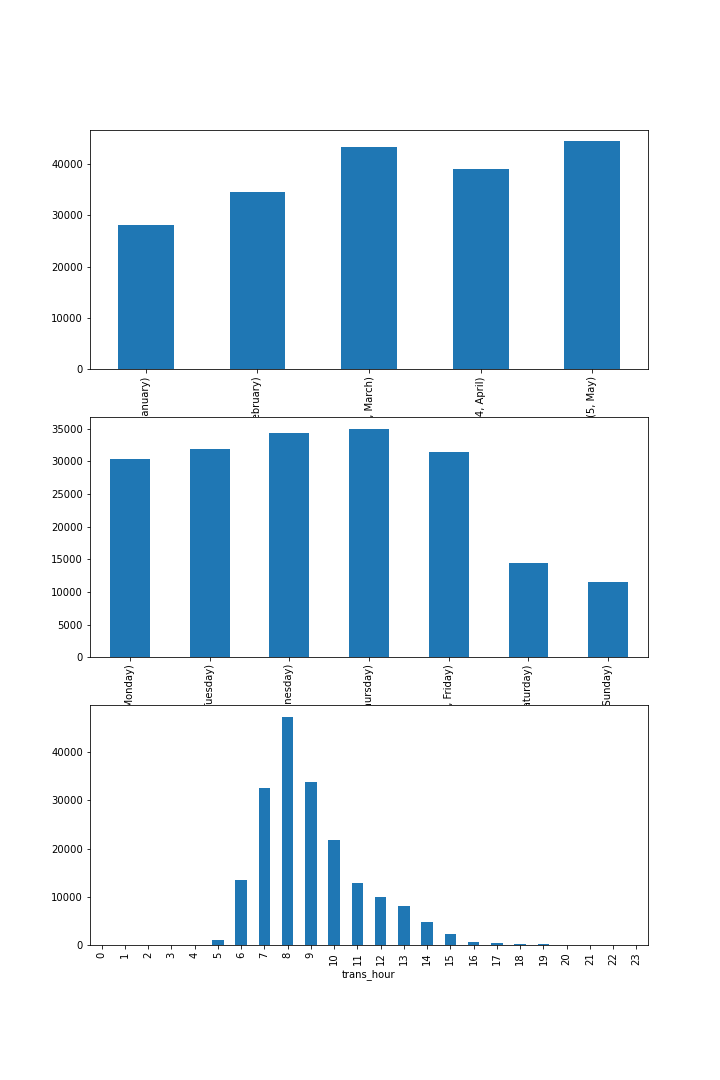 40000
30000
20000
10000
0
anuary)
ebruary)
, March)
4, April)
(5, May)
35000
30000
25000
20000
15000
10000
5000
0
Monday)
uesday)
nesday)
ursday)
, Friday)
aturday)
Sunday)
40000
30000
20000
10000
0
0 1 2 3 4 5 6 7 8 9 10 11 12 13 14 15 16 17 18 19 20 21 22 23
trans_hour